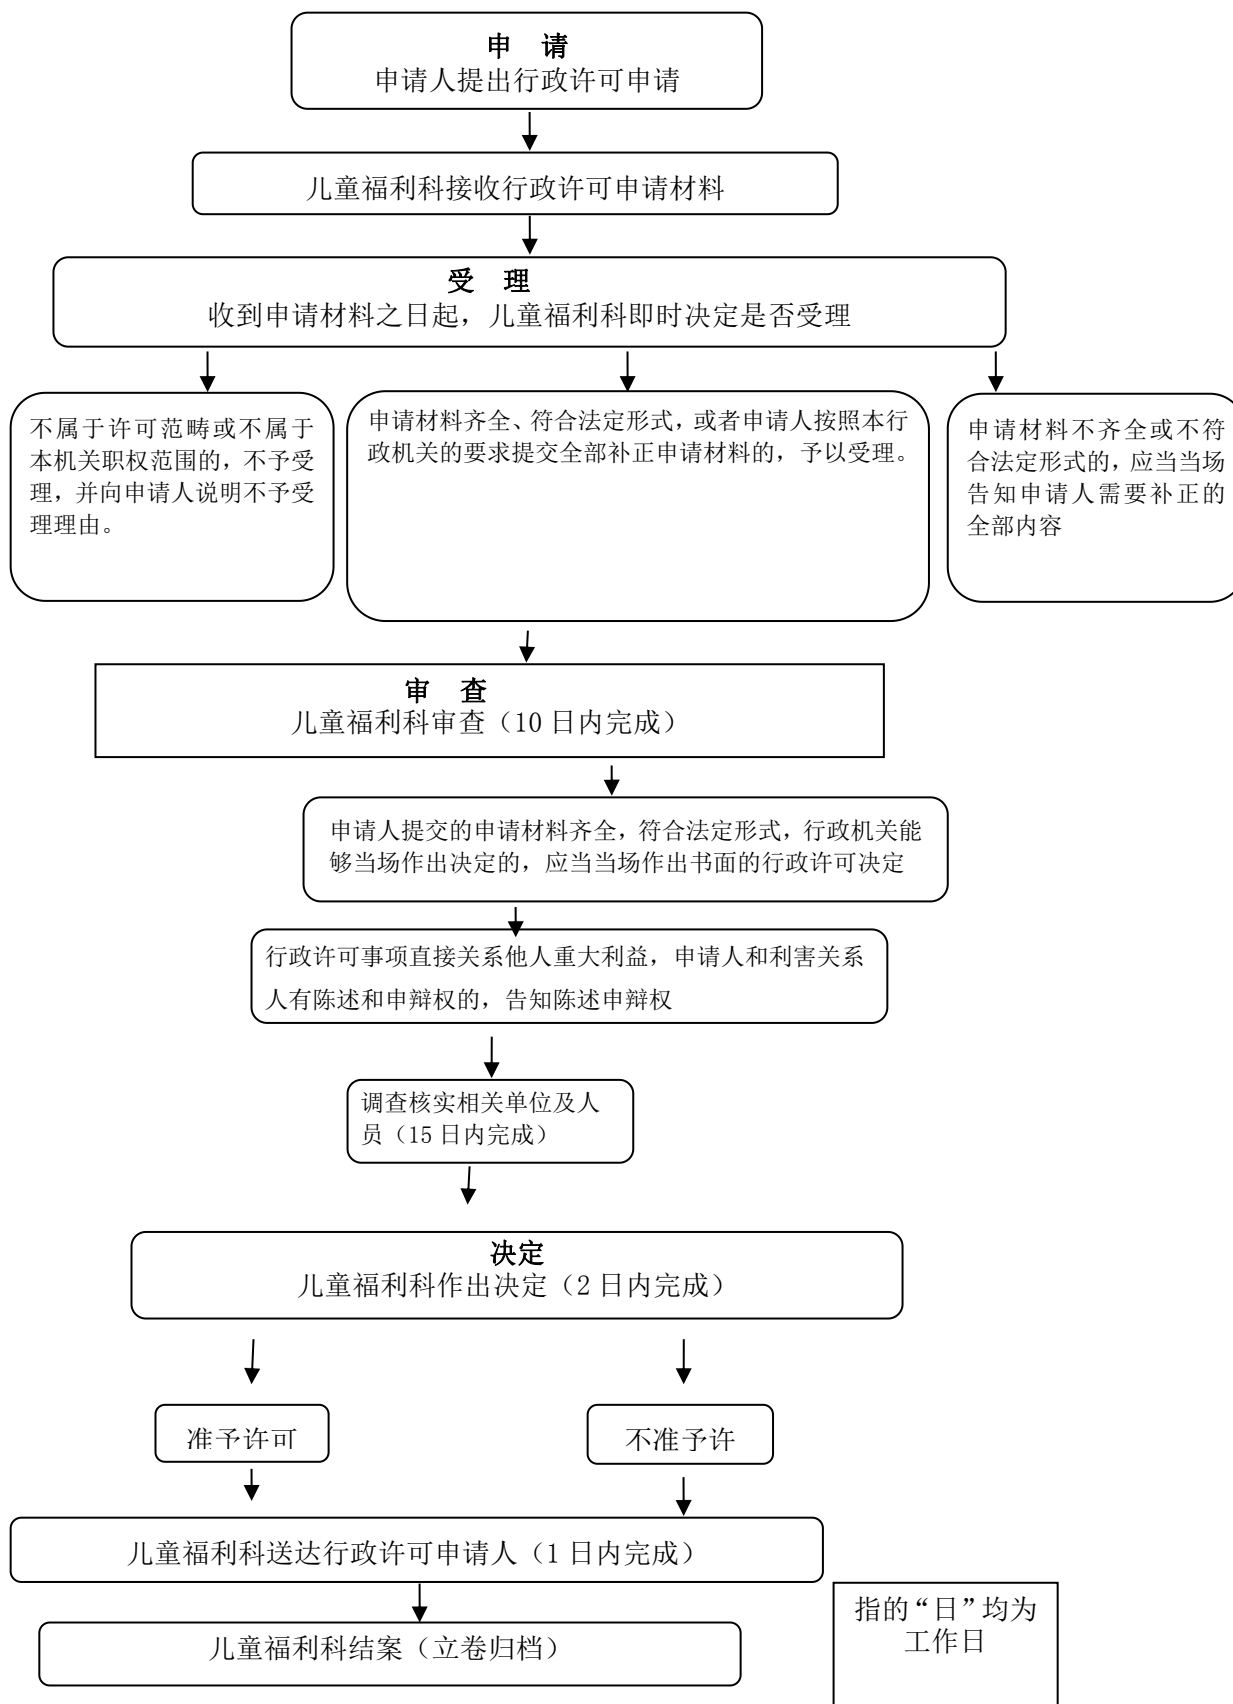 申 请
申请人提出行政许可申请
儿童福利科接收行政许可申请材料
受 理
收到申请材料之日起，儿童福利科即时决定是否受理
不属于许可范畴或不属于
本机关职权范围的，不予受
理，并向申请人说明不予受
理理由。
申请材料齐全、符合法定形式，或者申请人按照本行
政机关的要求提交全部补正申请材料的，予以受理。
申请材料不齐全或不符
合法定形式的，应当当场
告知申请人需要补正的
全部内容
审 查
儿童福利科审查（10 日内完成）
申请人提交的申请材料齐全，符合法定形式，行政机关能
够当场作出决定的，应当当场作出书面的行政许可决定
行政许可事项直接关系他人重大利益，申请人和利害关系
人有陈述和申辩权的，告知陈述申辩权
调查核实相关单位及人
员（15 日内完成）
决定
儿童福利科作出决定（2 日内完成）
准予许可
不准予许
儿童福利科送达行政许可申请人（1 日内完成）
儿童福利科结案（立卷归档）
指的“日”均为
工作日